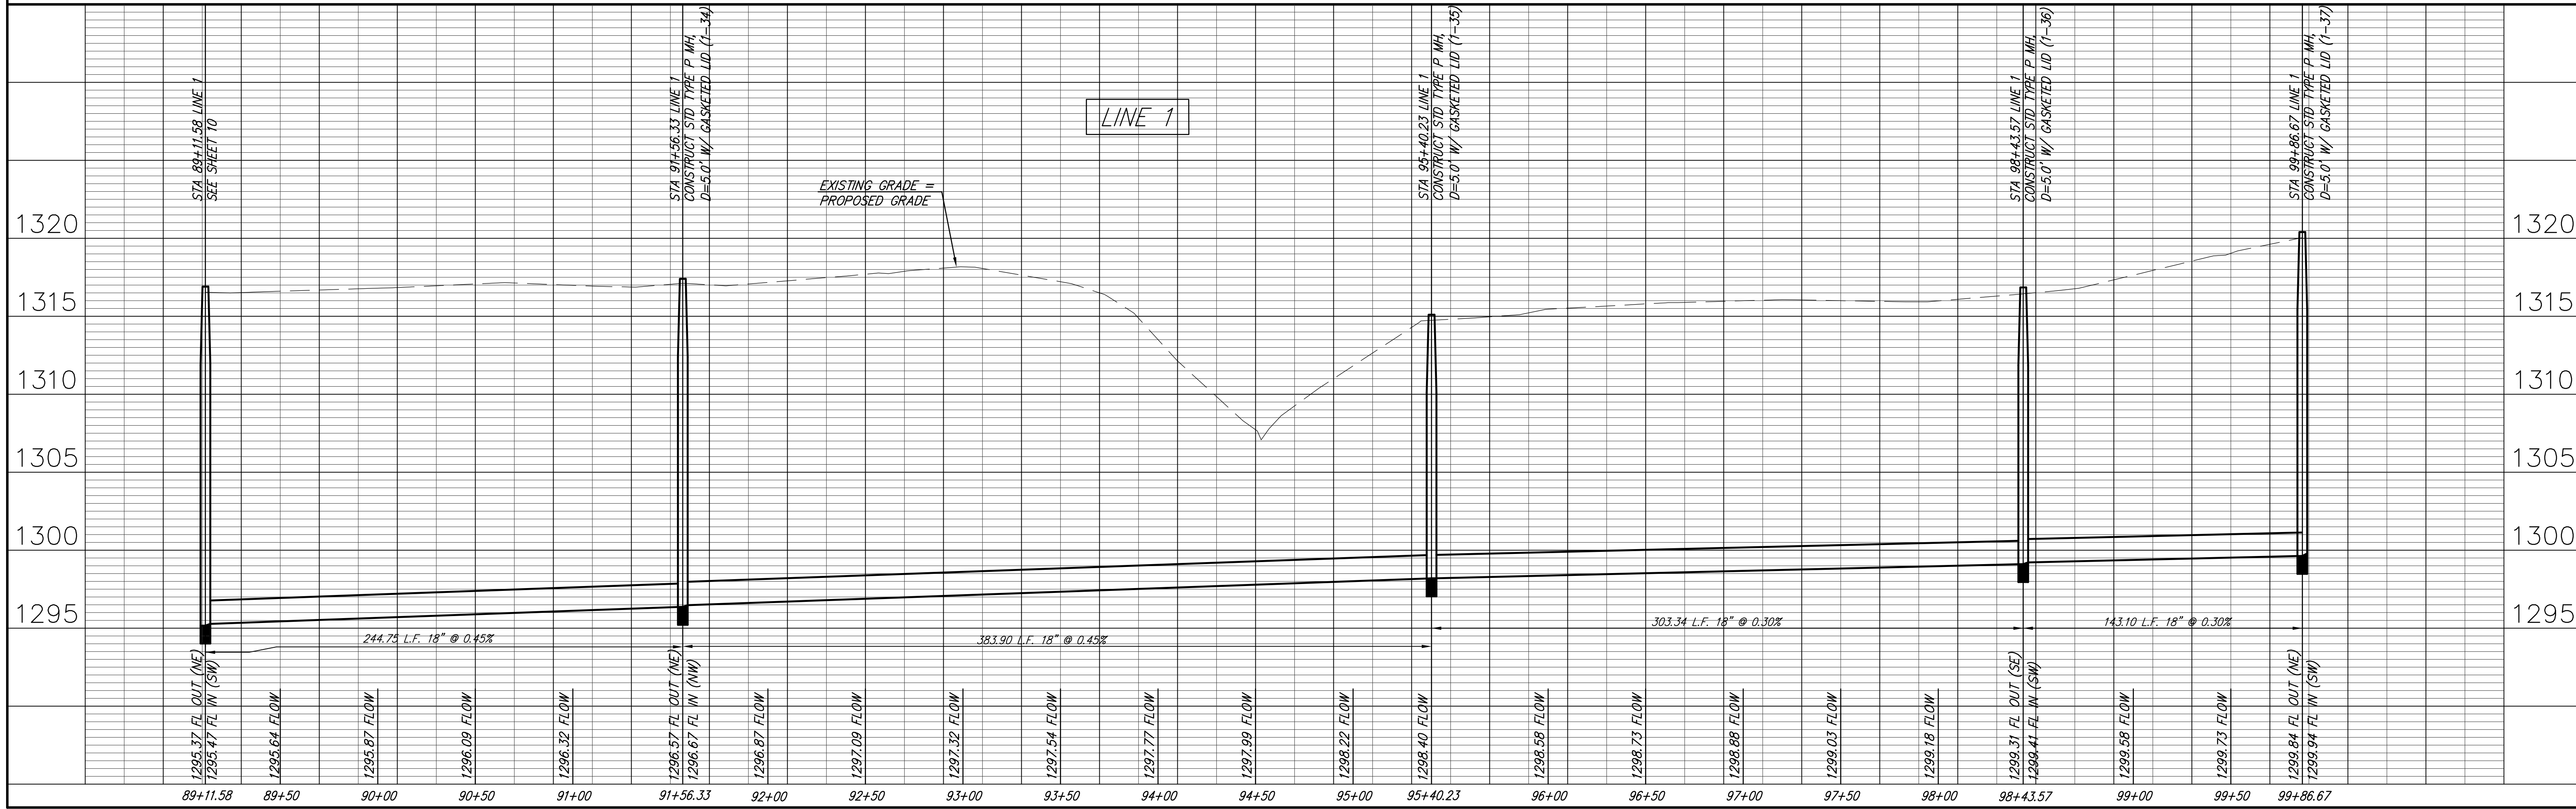 STA 89+11.58 LINE 1
SEE SHEET 10
STA 91+56.33 LINE 1
CONSTRUCT STD TYPE P MH,
D=5.0' W/ GASKETED LID (1-34)
LINE 1
STA 95+40.23 LINE 1
CONSTRUCT STD TYPE P MH,
D=5.0' W/ GASKETED LID (1-35)
STA 98+43.57 LINE 1
CONSTRUCT STD TYPE P MH,
D=5.0' W/ GASKETED LID (1-36)
STA 99+86.67 LINE 1
CONSTRUCT STD TYPE P MH,
D=5.0' W/ GASKETED LID (1-37)
EXISTING GRADE =
PROPOSED GRADE
1320
1320
1315
1315
1310
1310
1305
1305
1300
1300
1295
1295
244.75 L.F. 18" @ 0.45%
383.90 L.F. 18" @ 0.45%
303.34 L.F. 18" @ 0.30%
143.10 L.F. 18" @ 0.30%
1295.37 FL OUT (NE)
1295.47 FL IN (SW)
1295.64 FLOW
1295.87 FLOW
1296.09 FLOW
1296.32 FLOW
1296.57 FL OUT (NE)
1296.67 FL IN (NW)
1296.87 FLOW
1297.09 FLOW
1297.32 FLOW
1297.54 FLOW
1297.77 FLOW
1297.99 FLOW
1298.22 FLOW
1298.40 FLOW
1298.58 FLOW
1298.73 FLOW
1298.88 FLOW
1299.03 FLOW
1299.18 FLOW
1299.31 FL OUT (SE)
1299.41 FL IN (SW)
1299.58 FLOW
1299.73 FLOW
1299.84 FL OUT (NE)
1299.94 FL IN (SW)
89+11.58
89+50
90+00
90+50
91+00
91+56.33
92+00
92+50
93+00
93+50
94+00
94+50
95+00
95+40.23
96+00
96+50
97+00
97+50
98+00
98+43.57
99+00
99+50
99+86.67